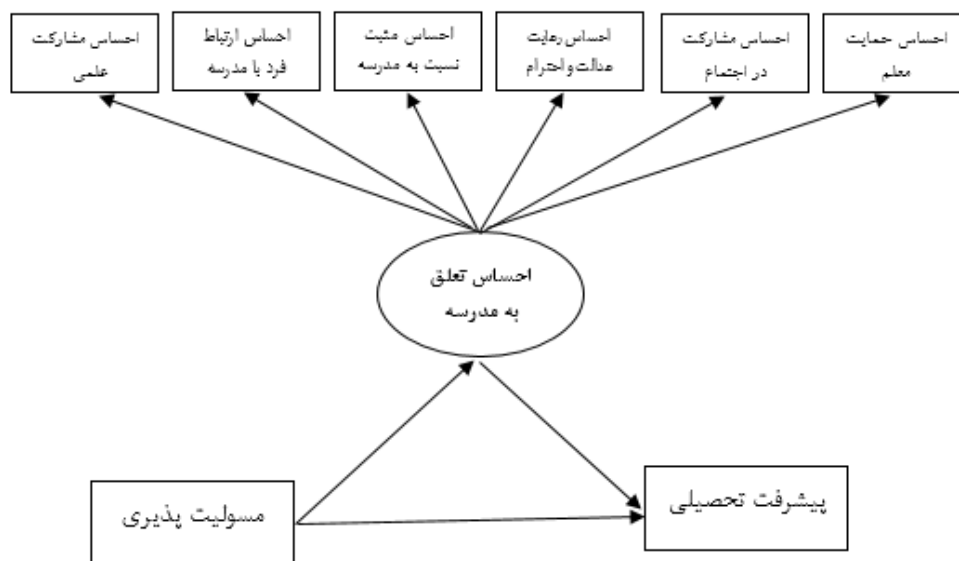 احساس حمایت
معلم
احساس مشارکت
در اجتماع
احساس رعایت
عدالت و احترام
احساس مثبت
نسبت به مدرسه
احساس ارتباط
فرد با مدرسه
احساس مشارکت
علمی
احساس تعلق
به مدرسه
پیشرفت تحصیلی
مسولیت پذیری